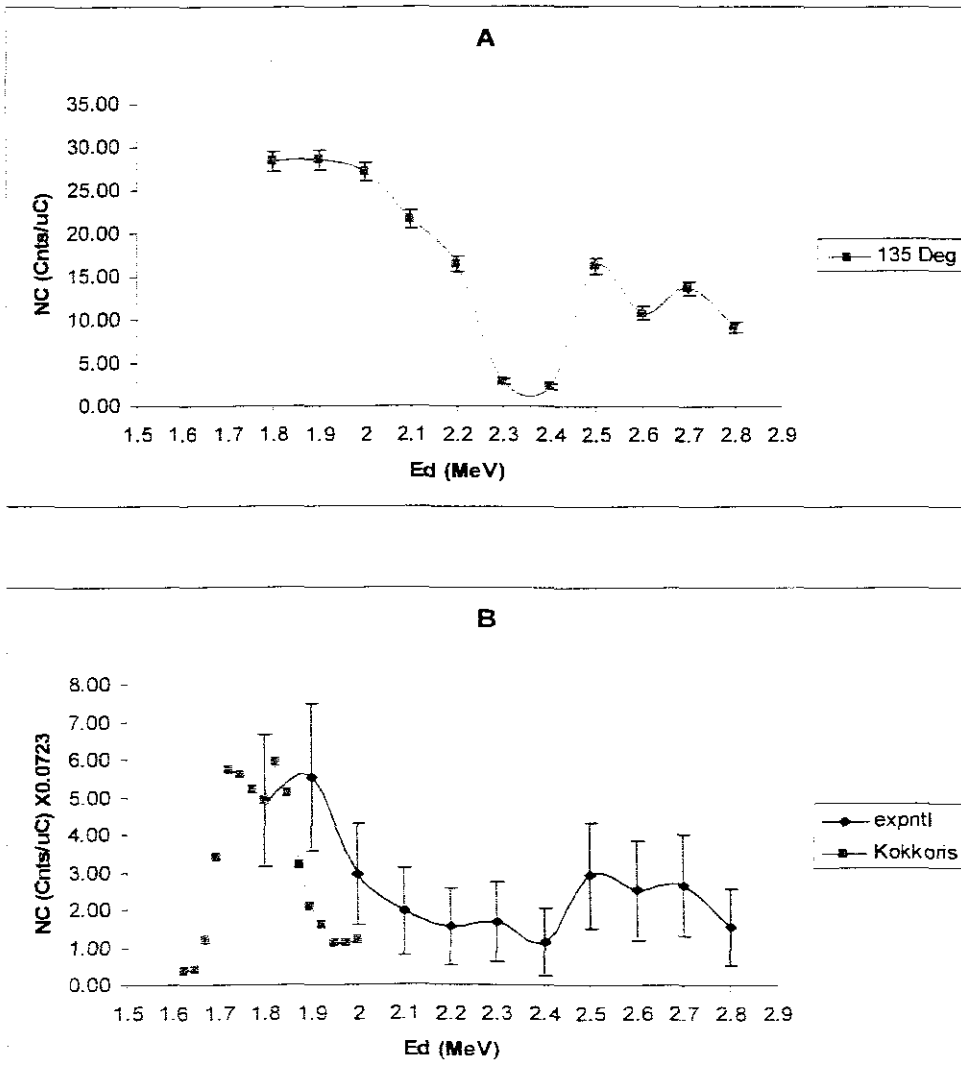 A
35.00
30.00
25.00
20.00
15.00
10.00
5.00
0.00
NC (Cnts/uC)
1.5 1.6 1.7 1.8 1.9 2 2.1 2.2 2.3 2.4 2.5 2.6 2.7 2.8 2.9
Ed (MeV)
135 Deg
B
8.00
7.00
6.00
5.00
4.00
3.00
2.00
1.00
0.00
NC (Cnts/uC) X0.0723
1.5 1.6 1.7 1.8 1.9 2 2.1 2.2 2.3 2.4 2.5 2.6 2.7 2.8 2.9
Ed (MeV)
expntl
Kokkoris